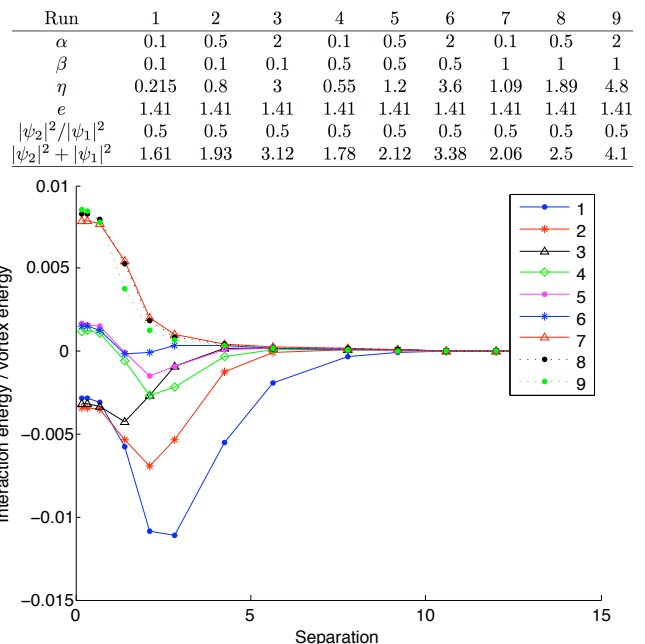 Run 1 2 3 4 5 6 7 8 9
α 0.1 0.5 2 0.1 0.5 2 0.1 0.5 2
β 0.1 0.1 0.1 0.5 0.5 0.5 1 1 1
η 0.215 0.8 3 0.55 1.2 3.6 1.09 1.89 4.8
e 1.41 1.41 1.41 1.41 1.41 1.41 1.41 1.41 1.41
|ψ₂|²/|ψ₁|² 0.5 0.5 0.5 0.5 0.5 0.5 0.5 0.5 0.5
|ψ₂|² + |ψ₁|² 1.61 1.93 3.12 1.78 2.12 3.38 2.06 2.5 4.1
0.01
0.005
0
−0.005
−0.01
−0.015
Interaction energy / Vortex energy
1
2
3
4
5
6
7
8
9
0 5 10 15
Separation